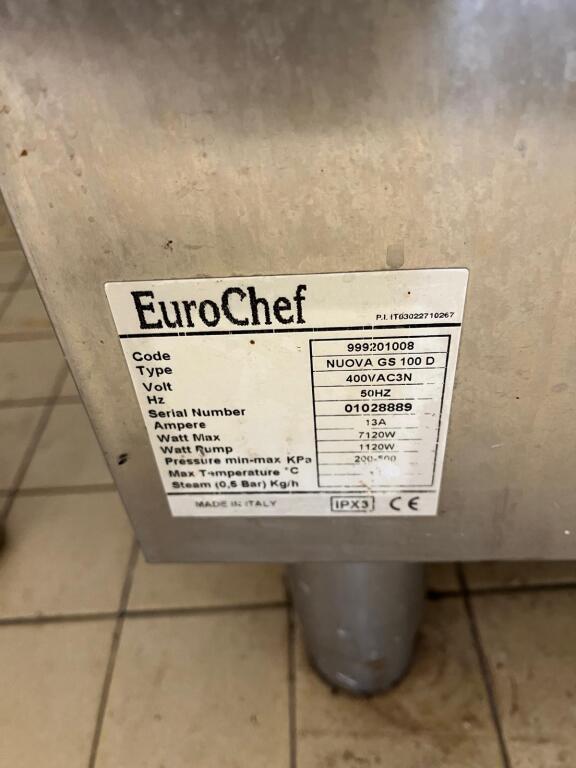 EuroChef
P.I. IT03022710267
Code 999201008
Type NUOVA GS 100 D
Volt 400VAC3N
Hz 50HZ
Serial Number 01028889
Ampere 13A
Watt Max 7120W
Watt Pump 1120W
Pressure min-max KPa 200-500
Max Temperature °C
Steam (0,5 Bar) Kg/h
MADE IN ITALY IPX3 CE